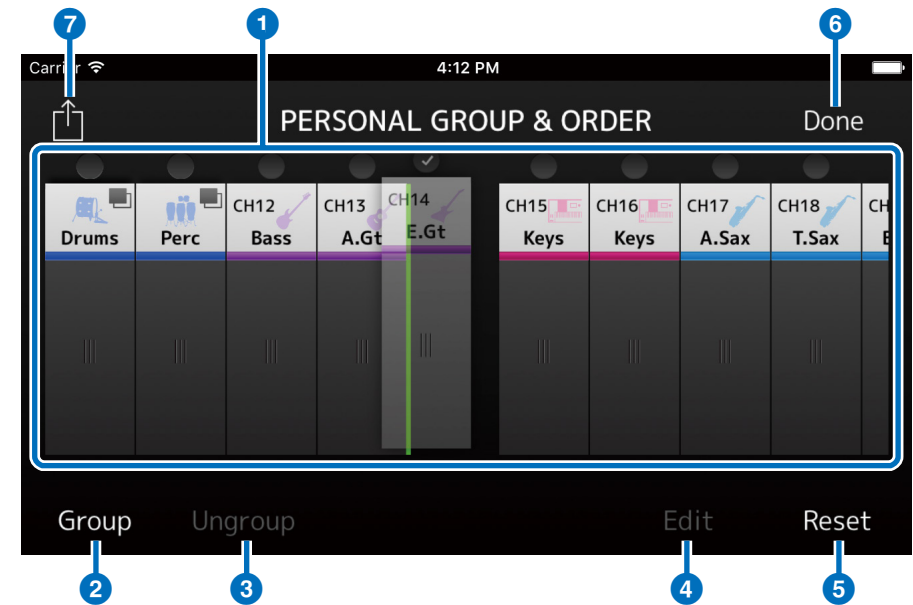 7 1 6
Carrier 4:12 PM
PERSONAL GROUP & ORDER Done
CH12 CH13 CH14 CH15 CH16 CH17 CH18 CH
Drums Perc Bass A.Gt E.Gt Keys Keys A.Sax T.Sax
Group Ungroup Edit Reset
2 3 4 5